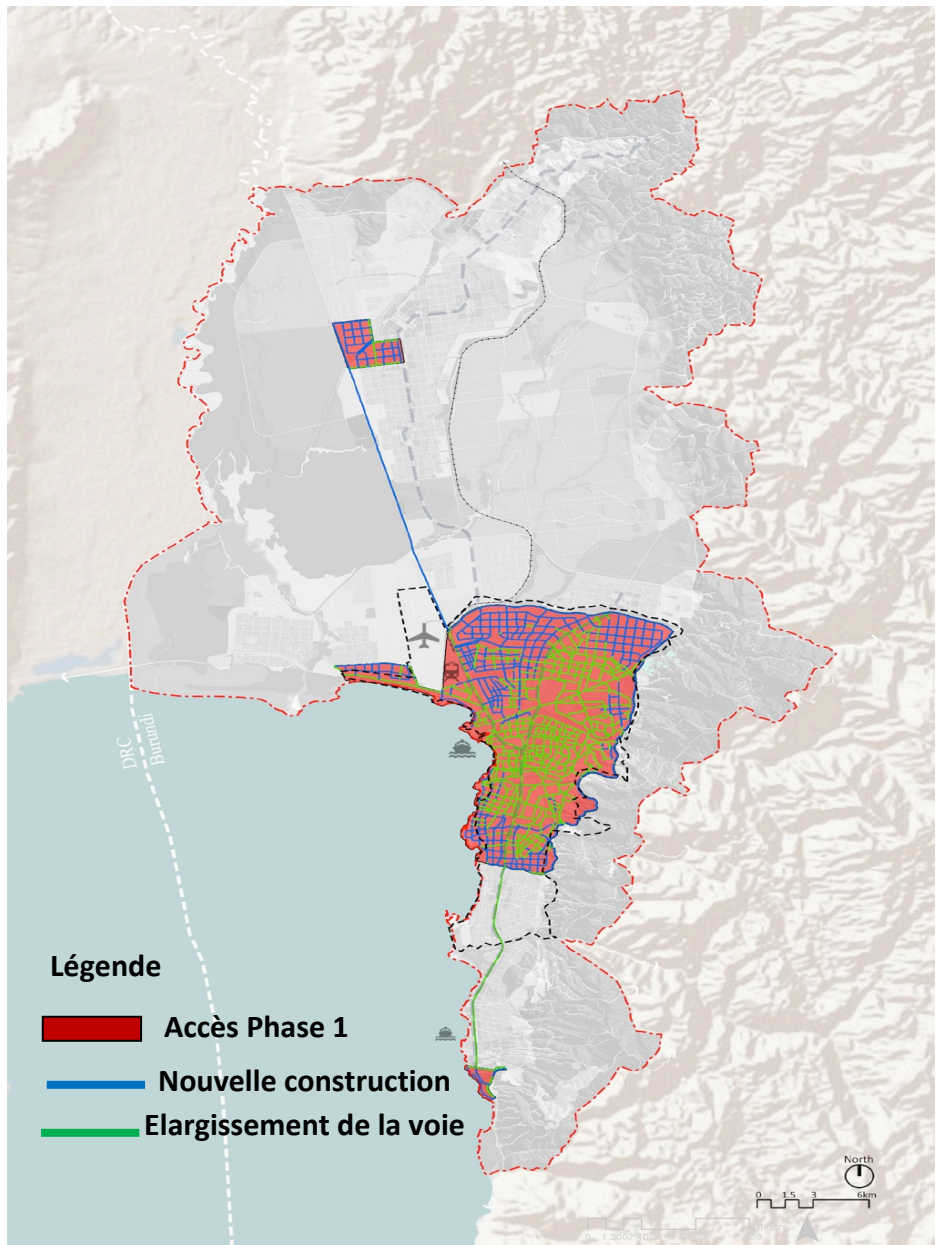 DRC
Burundi
Légende
Accès Phase 1
Nouvelle construction
Elargissement de la voie
North
0 1.5 3 6km